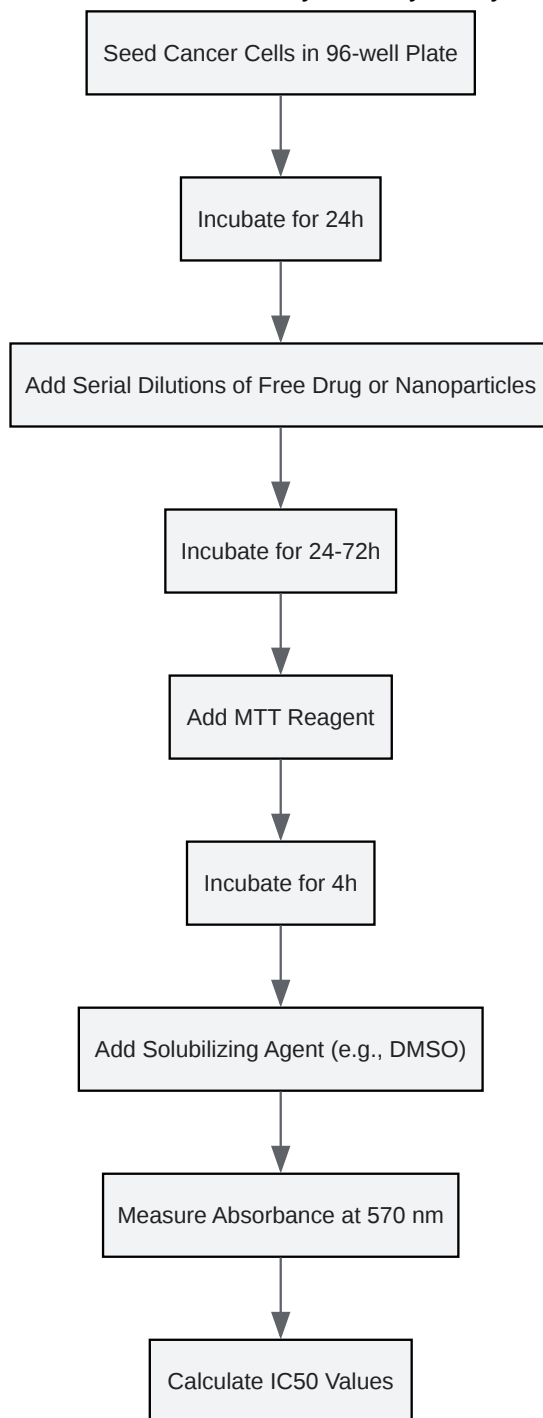 Seed Cancer Cells in 96-well Plate
Incubate for 24h
Add Serial Dilutions of Free Drug or Nanoparticles
Incubate for 24-72h
Add MTT Reagent
Incubate for 4h
Add Solubilizing Agent (e.g., DMSO)
Measure Absorbance at 570 nm
Calculate IC50 Values